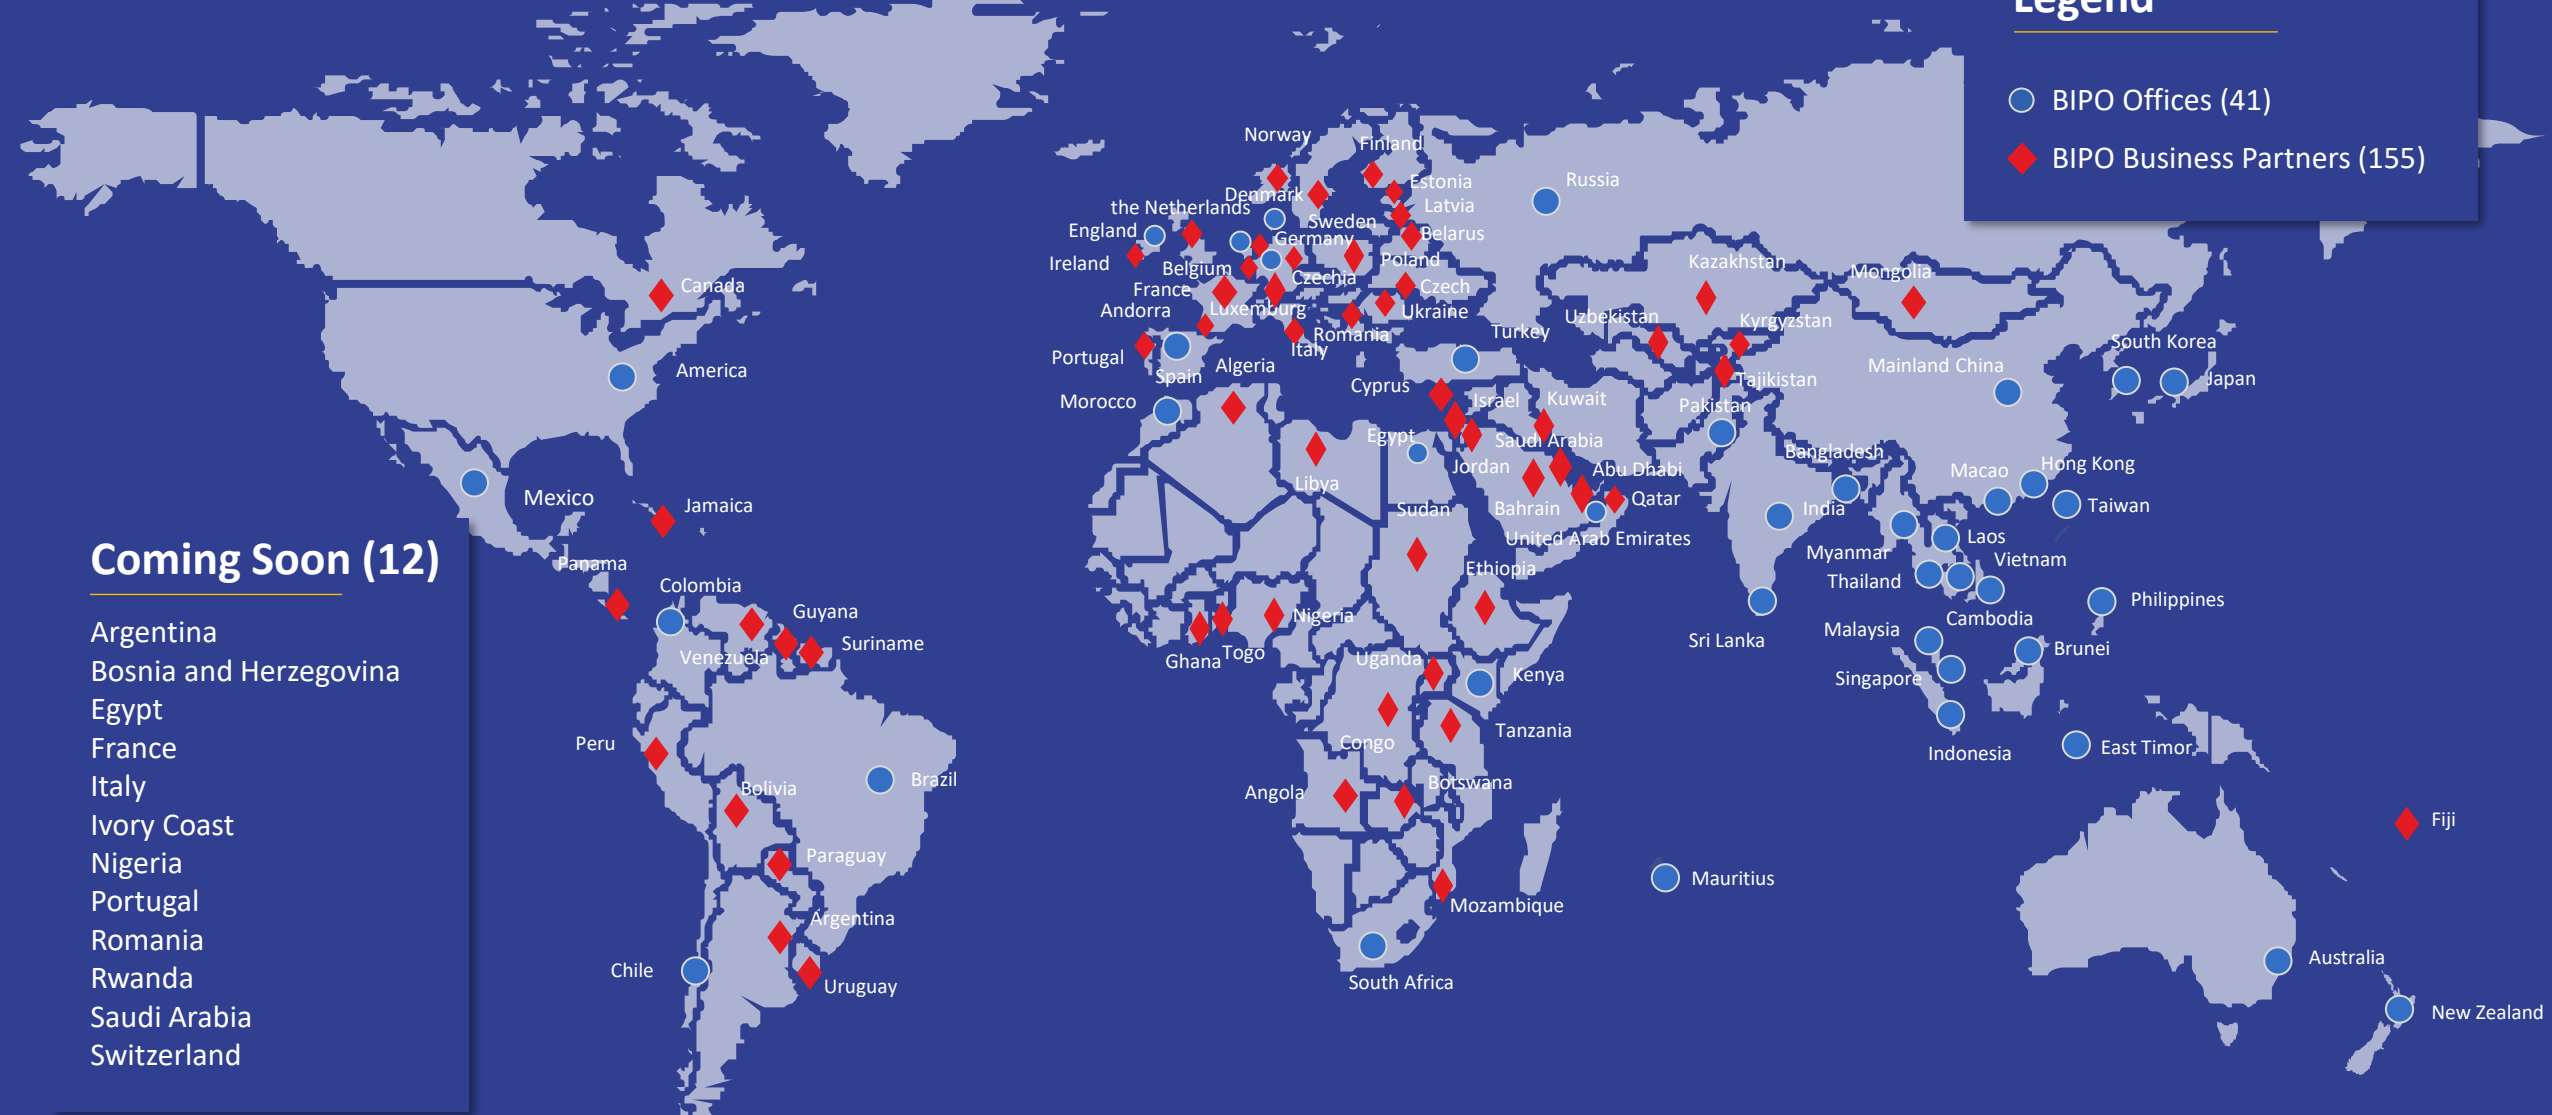 Legend
BIPO Offices (41)
BIPO Business Partners (155)
Norway
Finland
Denmark
Estonia
Russia
the Netherlands
Latvia
England
Sweden
Belarus
Germany
Ireland
Belgium
Poland
Kazakhstan
Mongolia
Czechia
Canada
France
Czech
Andorra
Luxemburg
Ukraine
Uzbekistan
Kyrgyzstan
Romania
Turkey
Italy
South Korea
Portugal
Algeria
Mainland China
Spain
America
Cyprus
Tajikistan
Japan
Morocco
Israel
Kuwait
Pakistan
Egypt
Saudi Arabia
Bangladesh
Jordan
Abu Dhabi
Macao
Hong Kong
Libya
Mexico
Bahrain
Qatar
Jamaica
Sudan
India
Taiwan
United Arab Emirates
Laos
Myanmar
Vietnam
Panama
Ethiopia
Thailand
Colombia
Philippines
Guyana
Nigeria
Cambodia
Suriname
Malaysia
Sri Lanka
Venezuela
Ghana
Togo
Uganda
Brunei
Kenya
Singapore
Peru
Congo
Tanzania
Indonesia
East Timor
Brazil
Bolivia
Angola
Botswana
Fiji
Paraguay
Mauritius
Mozambique
Argentina
Chile
Uruguay
South Africa
Australia
New Zealand
Coming Soon (12)
Argentina
Bosnia and Herzegovina
Egypt
France
Italy
Ivory Coast
Nigeria
Portugal
Romania
Rwanda
Saudi Arabia
Switzerland